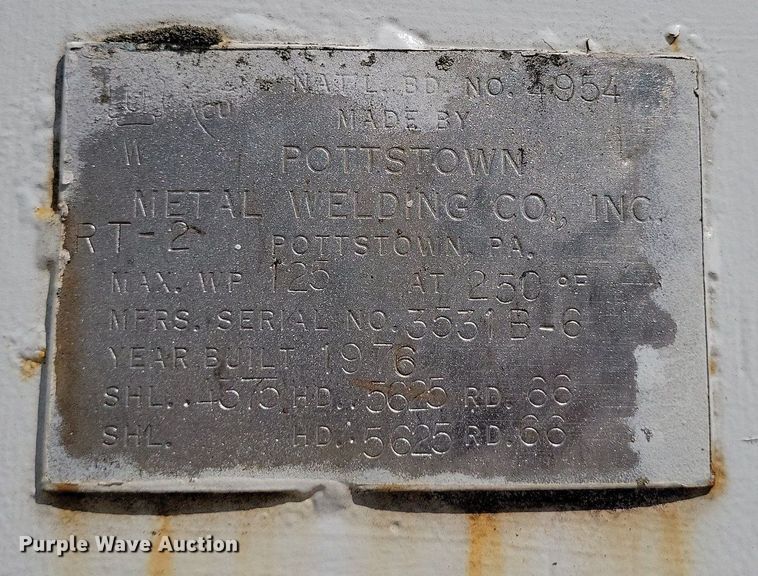 NAT'L. BD. NO. 4954
MADE BY
W POTTSTOWN
METAL WELDING CO., INC.
RT-2 POTTSTOWN, PA.
MAX. WP 125 AT 250 °F
MFRS. SERIAL NO. 3531B-6
YEAR BUILT 1976
SHL. .4375 HD. .5625 RD. 66
SHL. HD. .5625 RD. 66
Purple Wave Auction